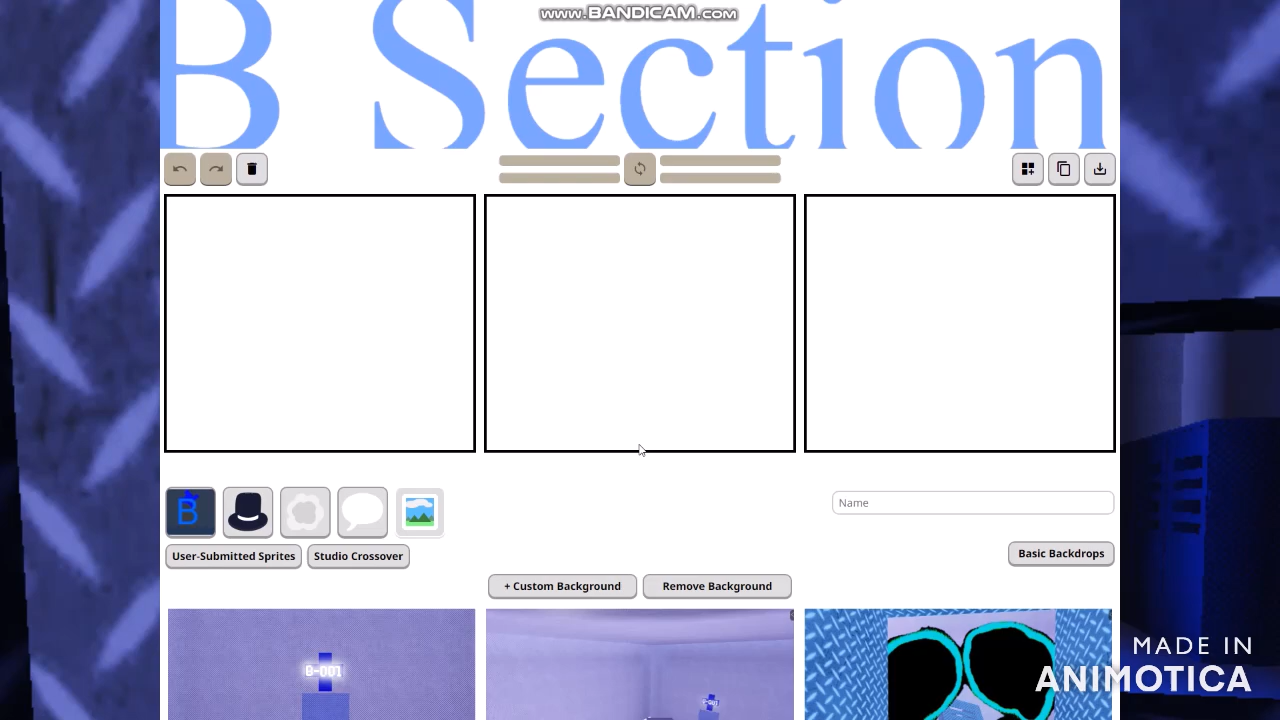 www.BANDICAM.com
B Section
B
Name
User-Submitted Sprites
Studio Crossover
Basic Backdrops
+ Custom Background
Remove Background
B-001
MADE IN
ANIMOTICA